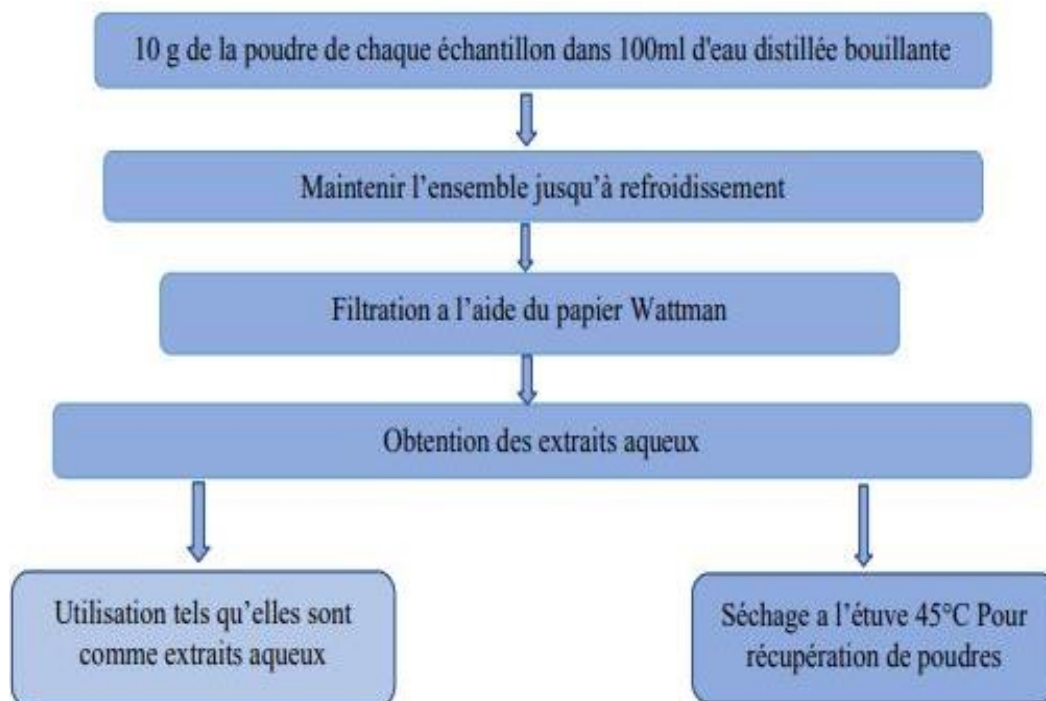 10 g de la poudre de chaque échantillon dans 100ml d'eau distillée bouillante
Maintenir l’ensemble jusqu’à refroidissement
Filtration a l’aide du papier Wattman
Obtention des extraits aqueux
Utilisation tels qu’elles sont
comme extraits aqueux
Séchage a l’étuve 45°C Pour
récupération de poudres